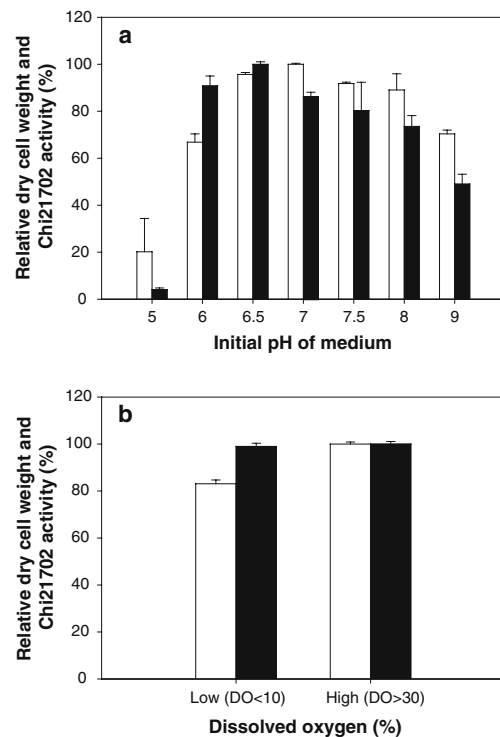 a
Relative dry cell weight and
Chi21702 activity (%)
120
100
80
60
40
20
0
5 6 6.5 7 7.5 8 9
Initial pH of medium
b
Relative dry cell weight and
Chi21702 activity (%)
120
100
80
60
40
20
0
Low (DO<10) High (DO>30)
Dissolved oxygen (%)